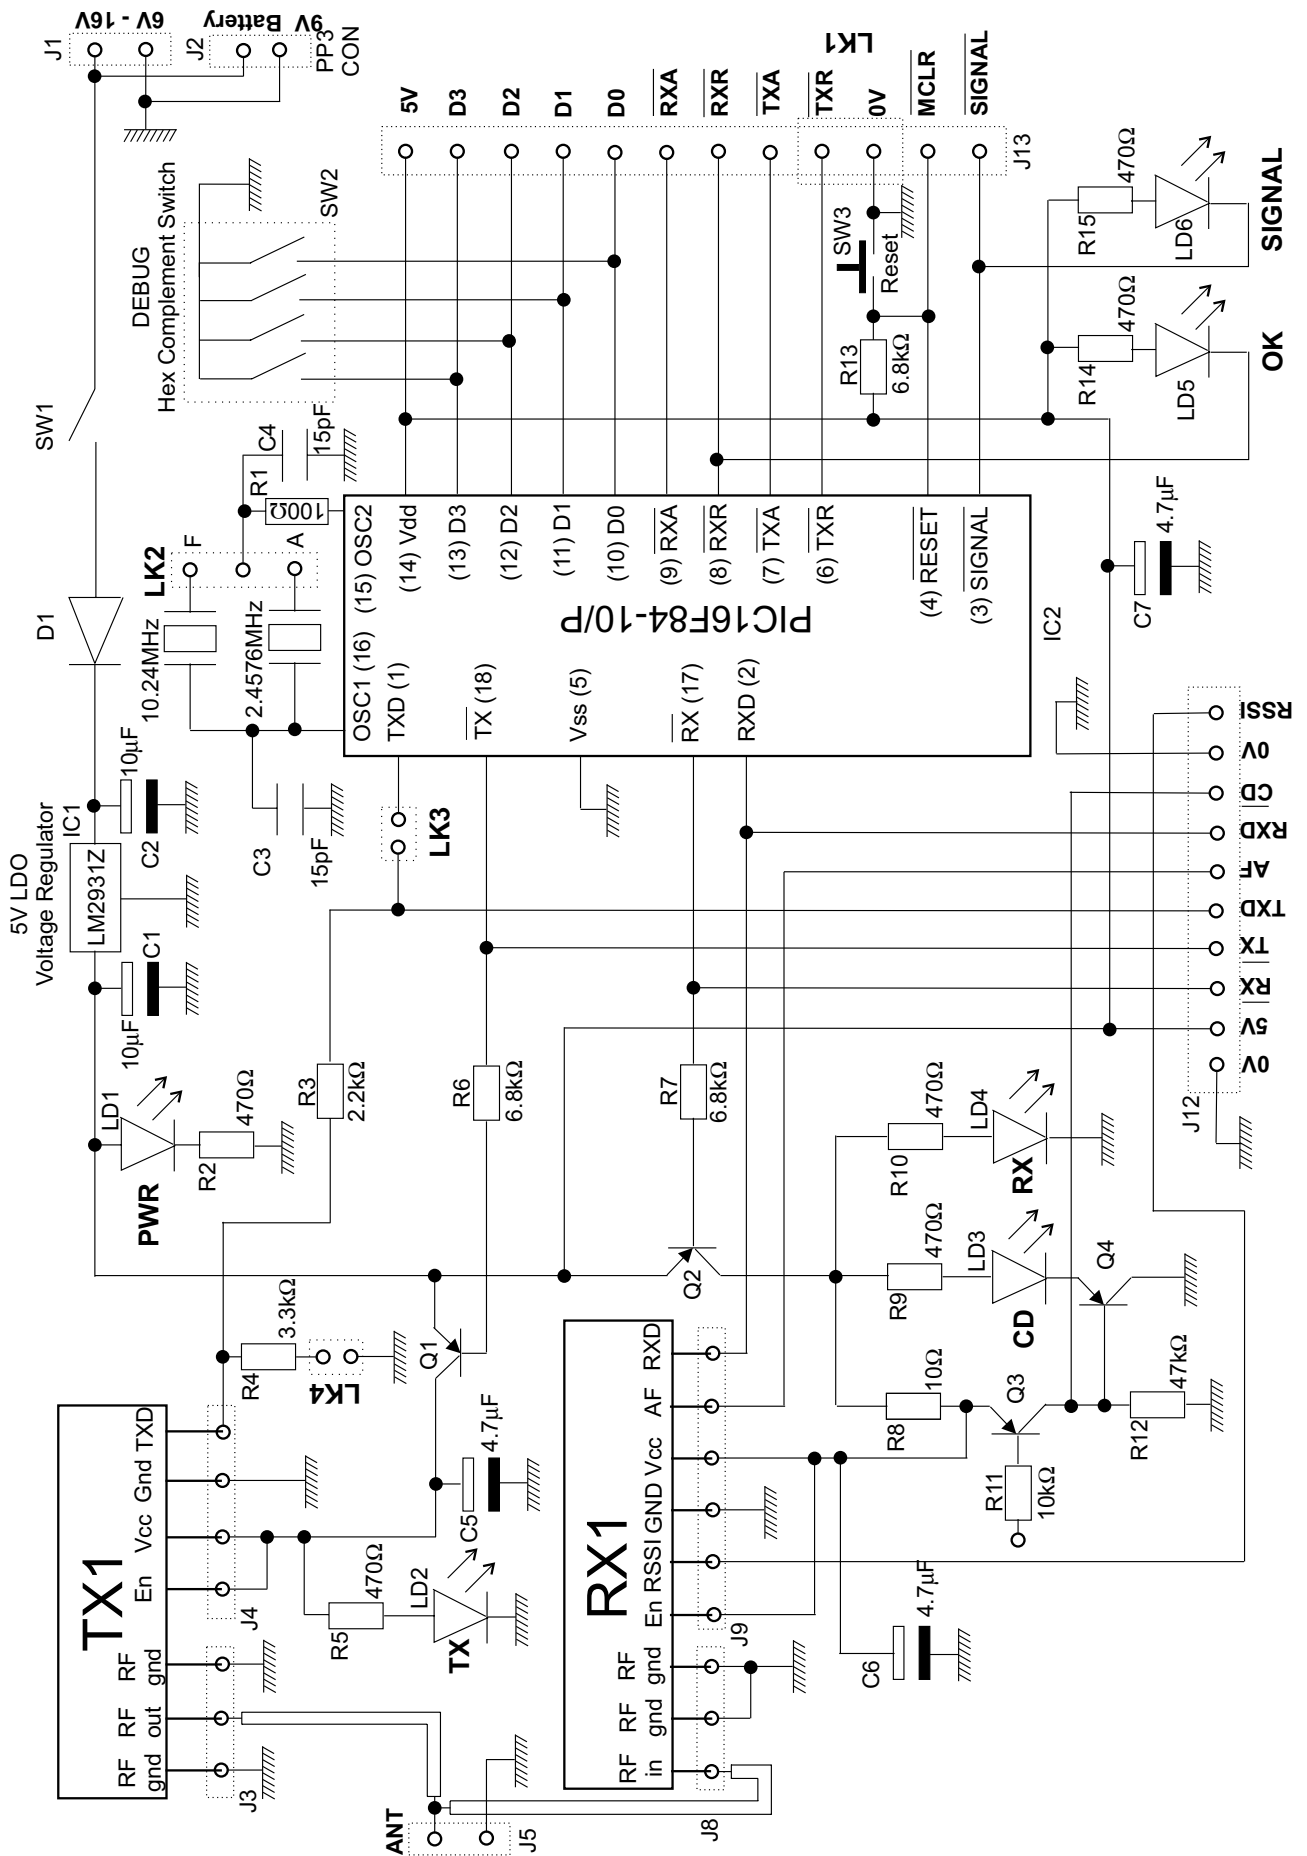 J1
6V - 16V
J2
9V Battery
PP3
CON
SW1
D1
5V LDO
Voltage Regulator
IC1
LM2931Z
10µF
C2
10µF
C1
LD1
PWR
R2
470Ω
DEBUG
Hex Complement Switch
SW2
LK2
F
A
10.24MHz
2.4576MHz
R1
100Ω
C4
15pF
C3
15pF
OSC1 (16)
(15) OSC2
TXD (1)
TX (18)
Vss (5)
RX (17)
RXD (2)
PIC16F84-10/P
(14) Vdd
(13) D3
(12) D2
(11) D1
(10) D0
(9) RXA
(8) RXR
(7) TXA
(6) TXR
(4) RESET
(3) SIGNAL
IC2
5V
D3
D2
D1
D0
RXA
RXR
TXA
TXR
0V
MCLR
SIGNAL
LK1
J13
SW3
Reset
R13
6.8kΩ
R15
470Ω
LD6
SIGNAL
R14
470Ω
LD5
OK
C7
4.7µF
LK3
R3
2.2kΩ
R6
6.8kΩ
R7
6.8kΩ
R4
3.3kΩ
LK4
Q1
Q2
TX1
RF gnd
RF out
RF gnd
En
Vcc
Gnd
TXD
J3
J4
C5
4.7µF
R5
470Ω
LD2
TX
ANT
J5
RX1
RF in
RF gnd
RF gnd
En
RSSI
GND
Vcc
AF
RXD
J8
J9
C6
4.7µF
R8
10Ω
R9
470Ω
R10
470Ω
LD4
RX
LD3
CD
Q3
Q4
R11
10kΩ
R12
47kΩ
J12
0V
5V
RX
TX
TXD
AF
RXD
CD
0V
RSSI